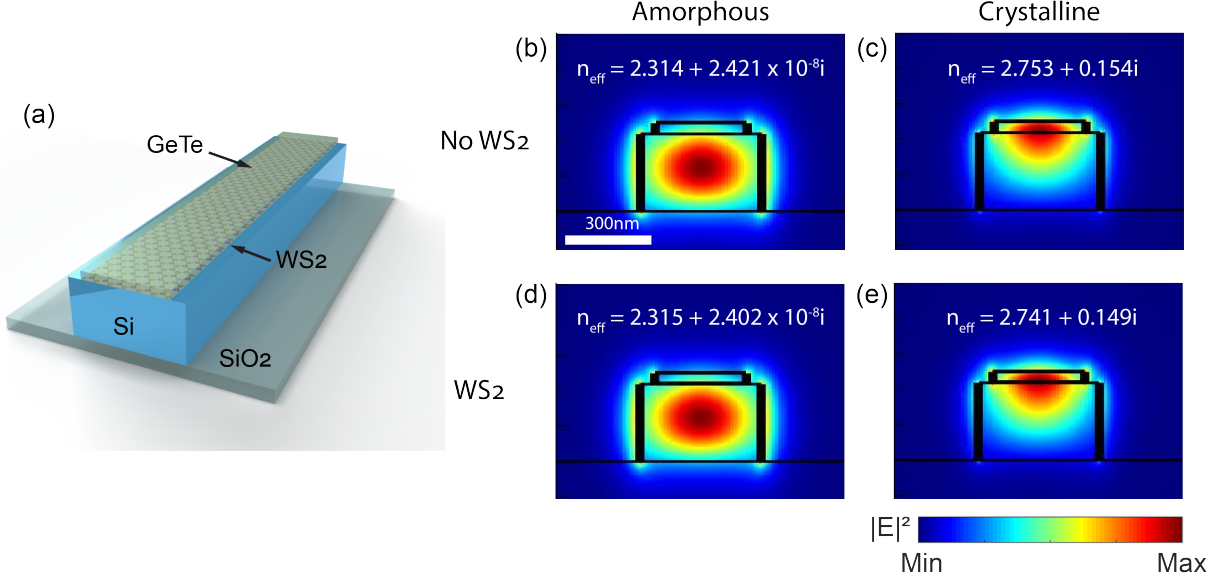 Amorphous
Crystalline
(a)
GeTe
WS2
Si
SiO2
No WS2
(b)
n_eff = 2.314 + 2.421 x 10⁻⁸i
300nm
(c)
n_eff = 2.753 + 0.154i
WS2
(d)
n_eff = 2.315 + 2.402 x 10⁻⁸i
(e)
n_eff = 2.741 + 0.149i
|E|²
Min
Max